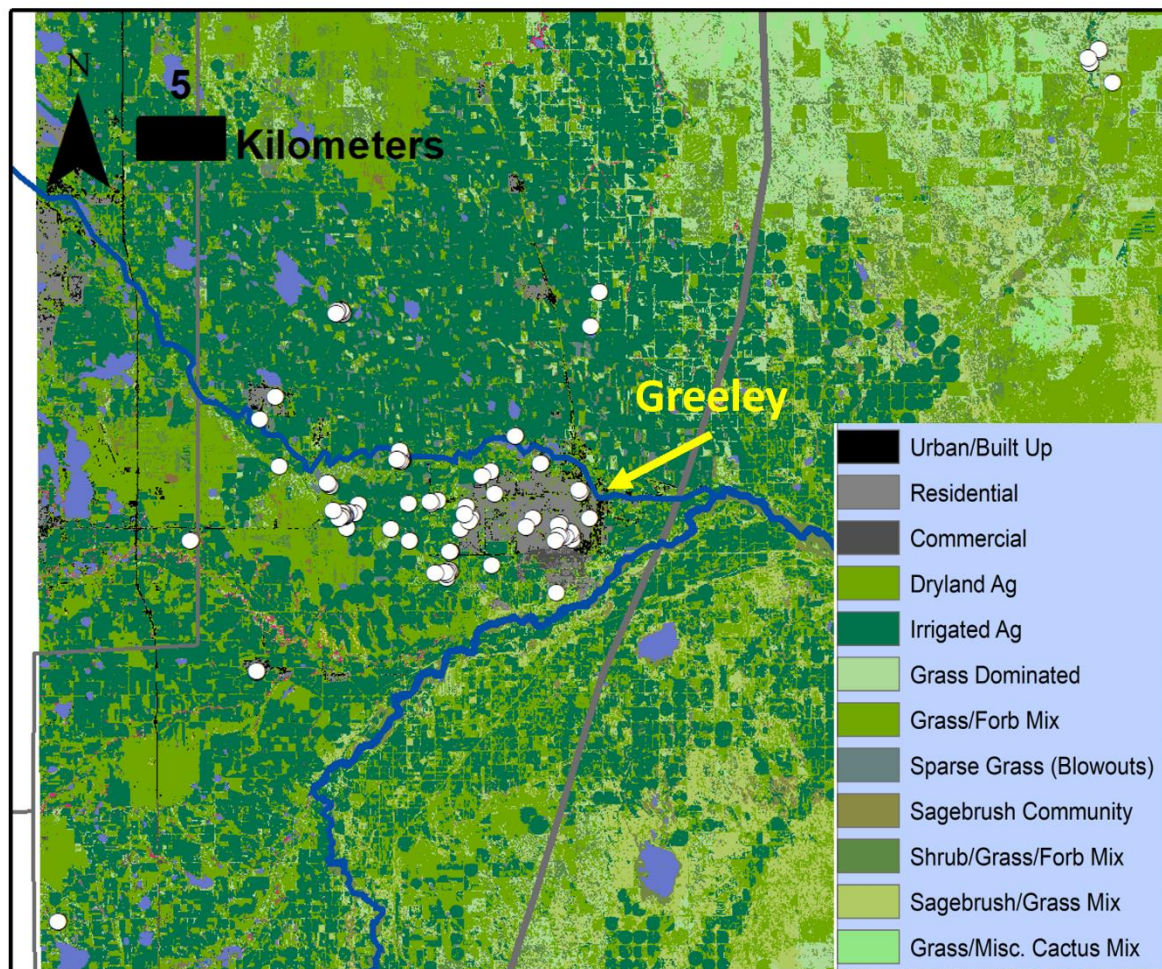 N
5
Kilometers
Greeley
Urban/Built Up
Residential
Commercial
Dryland Ag
Irrigated Ag
Grass Dominated
Grass/Forb Mix
Sparse Grass (Blowouts)
Sagebrush Community
Shrub/Grass/Forb Mix
Sagebrush/Grass Mix
Grass/Misc. Cactus Mix